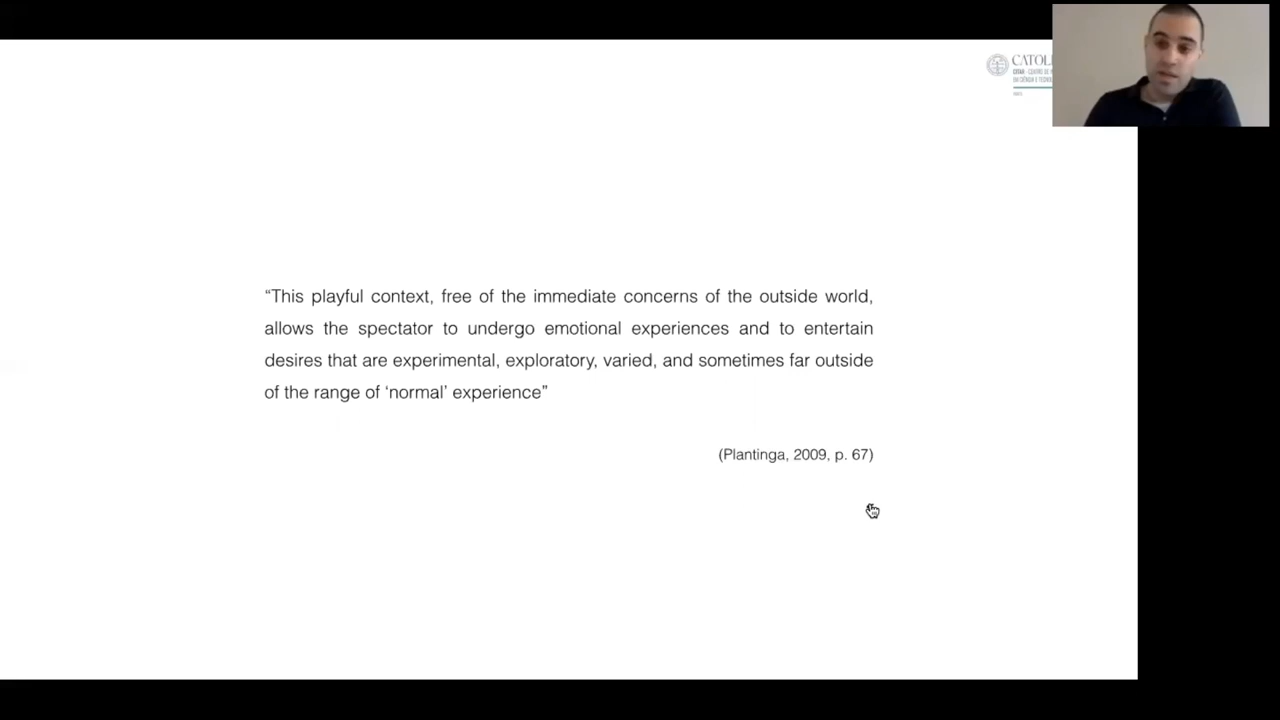 “This playful context, free of the immediate concerns of the outside world,
allows the spectator to undergo emotional experiences and to entertain
desires that are experimental, exploratory, varied, and sometimes far outside
of the range of ‘normal’ experience”
(Plantinga, 2009, p. 67)